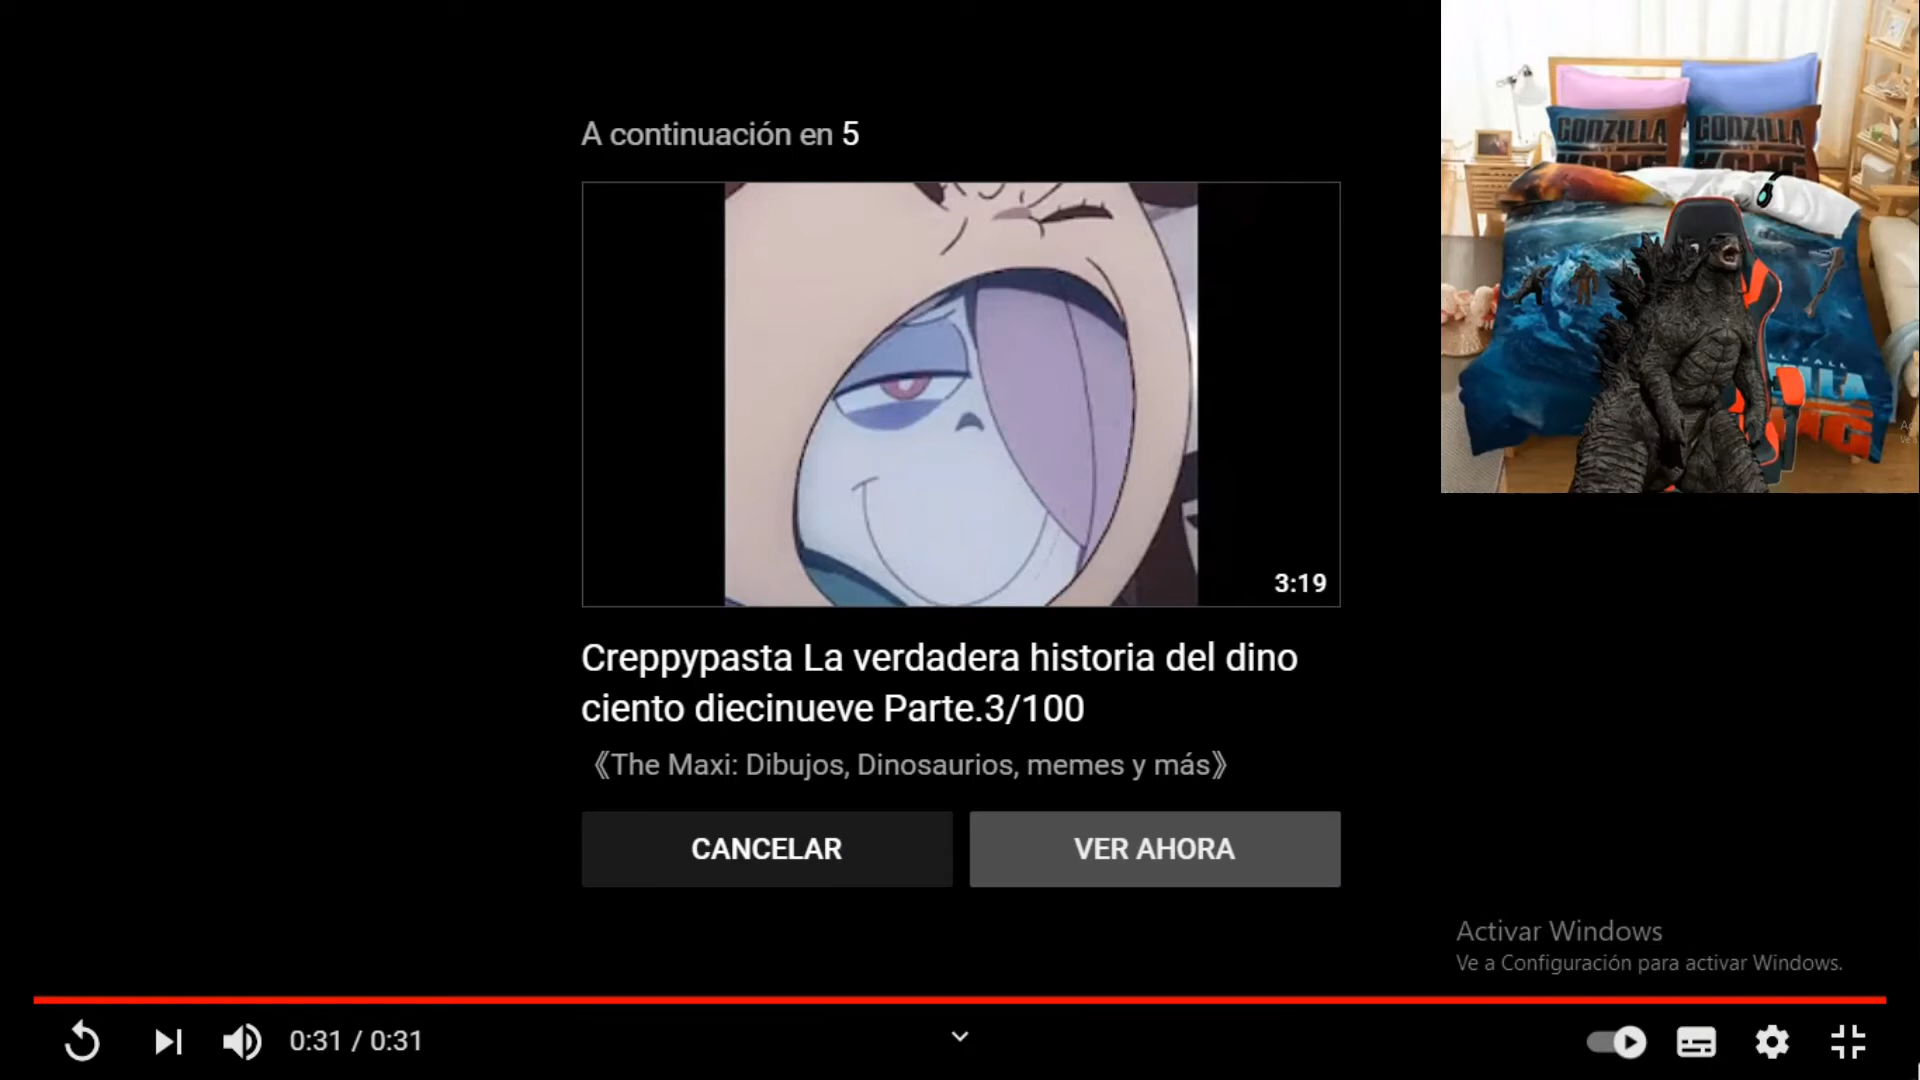 A continuación en 5
GODZILLA
GODZILLA
KONG
KONG
3:19
Creppypasta La verdadera historia del dino
ciento diecinueve Parte.3/100
《The Maxi: Dibujos, Dinosaurios, memes y más》
CANCELAR
VER AHORA
Activar Windows
Ve a Configuración para activar Windows.
0:31 / 0:31